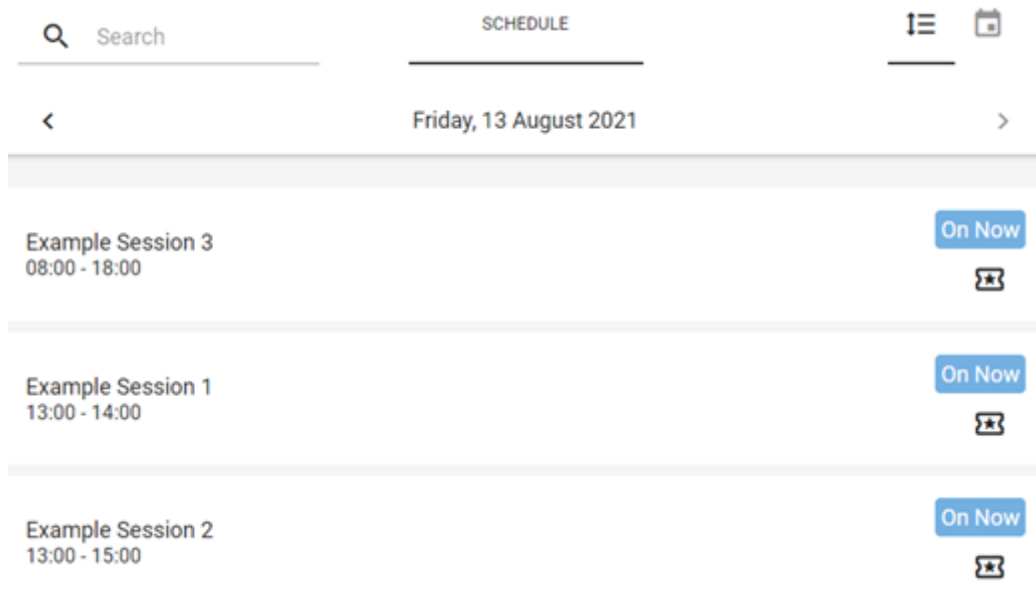 Search
SCHEDULE
Friday, 13 August 2021
Example Session 3
08:00 - 18:00
On Now
Example Session 1
13:00 - 14:00
On Now
Example Session 2
13:00 - 15:00
On Now